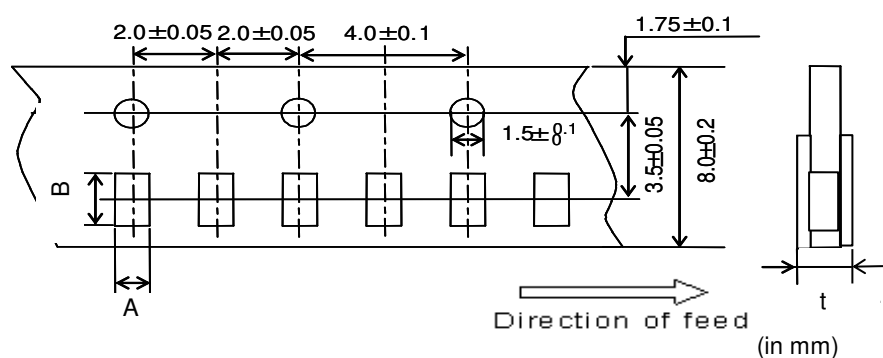 2.0±0.05 2.0±0.05 4.0±0.1 1.75±0.1
1.5±0.1 0
3.5±0.05
8.0±0.2
B
A
t
Direction of feed
(in mm)